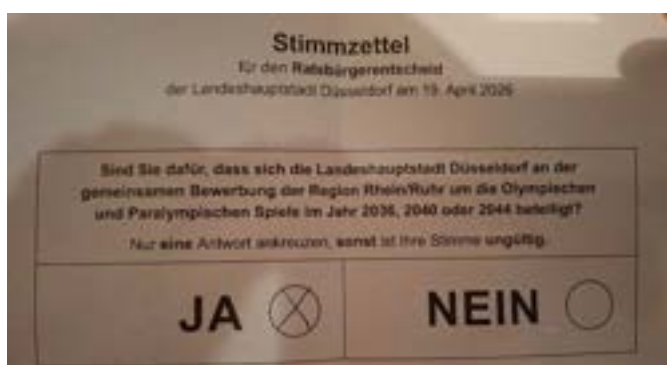 Stimmzettel
für den Ratsbürgerentscheid
der Landeshauptstadt Düsseldorf am 19. April 2026
Sind Sie dafür, dass sich die Landeshauptstadt Düsseldorf an der
gemeinsamen Bewerbung der Region Rhein/Ruhr um die Olympischen
und Paralympischen Spiele im Jahr 2036, 2040 oder 2044 beteiligt?
Nur eine Antwort ankreuzen, sonst ist Ihre Stimme ungültig.
JA
NEIN